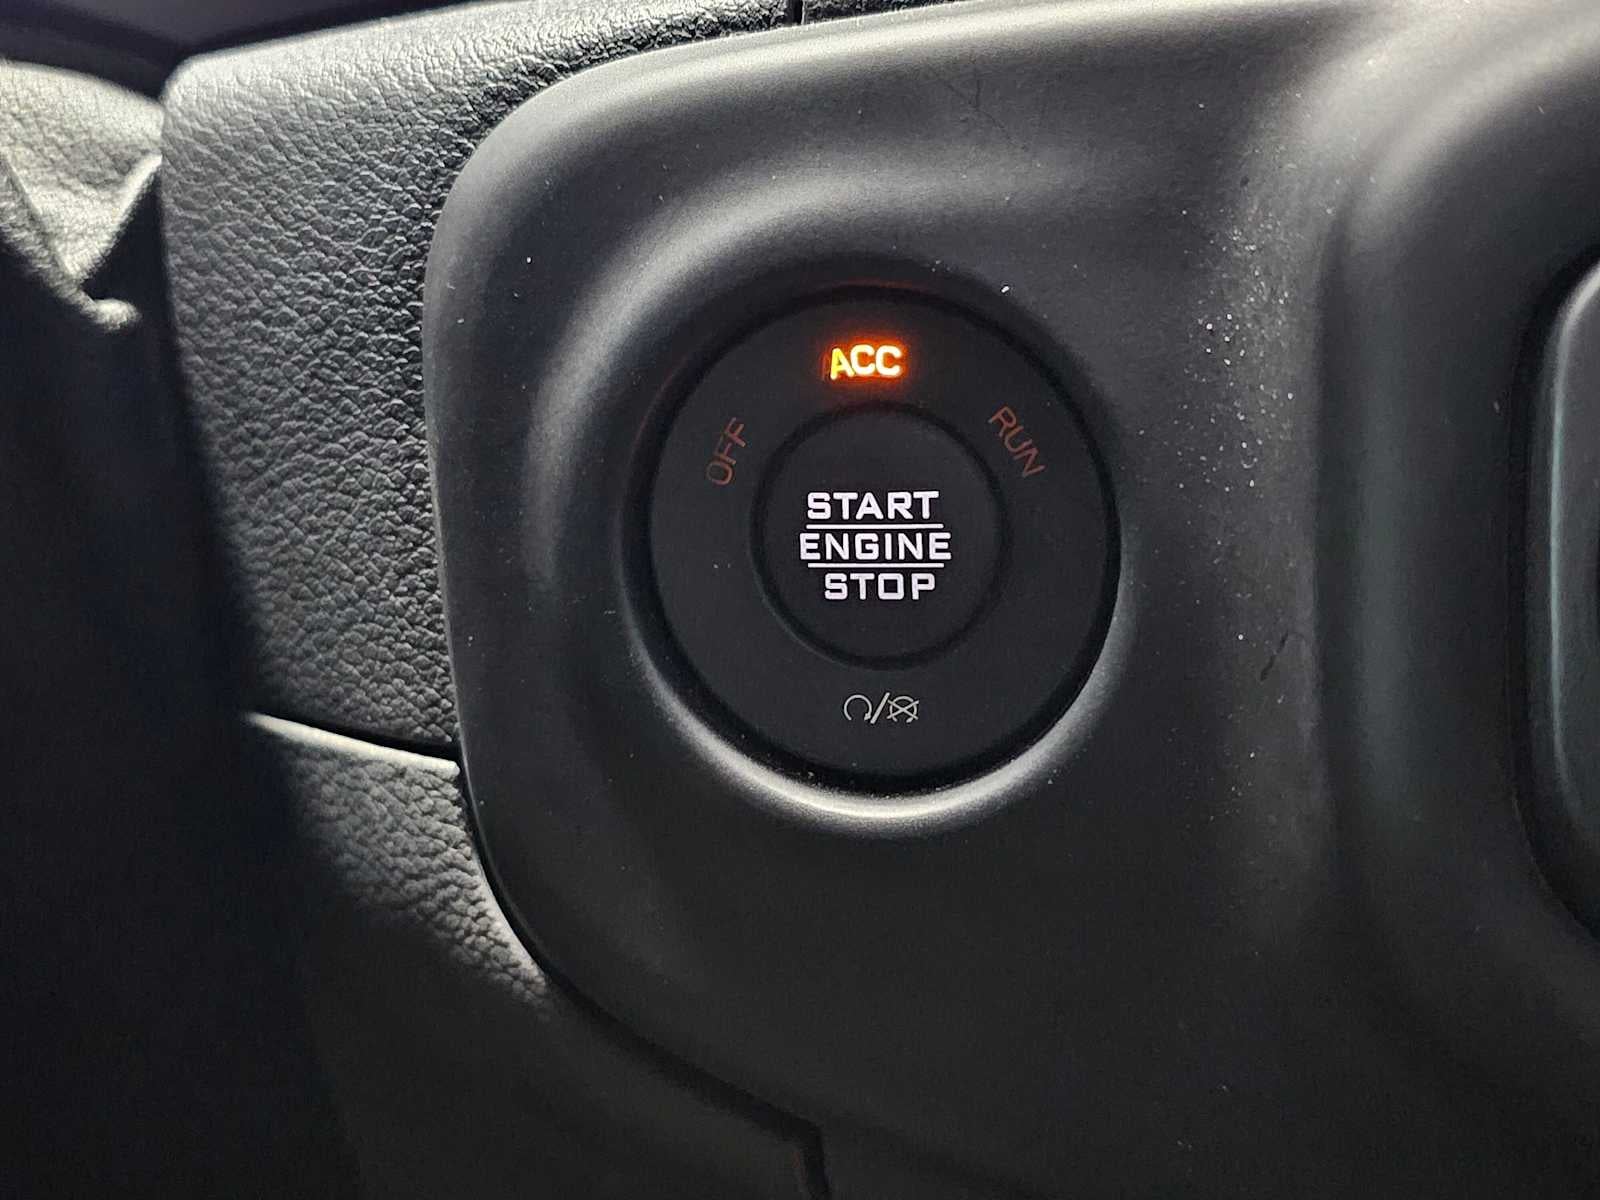 ACC
OFF
RUN
START
ENGINE
STOP